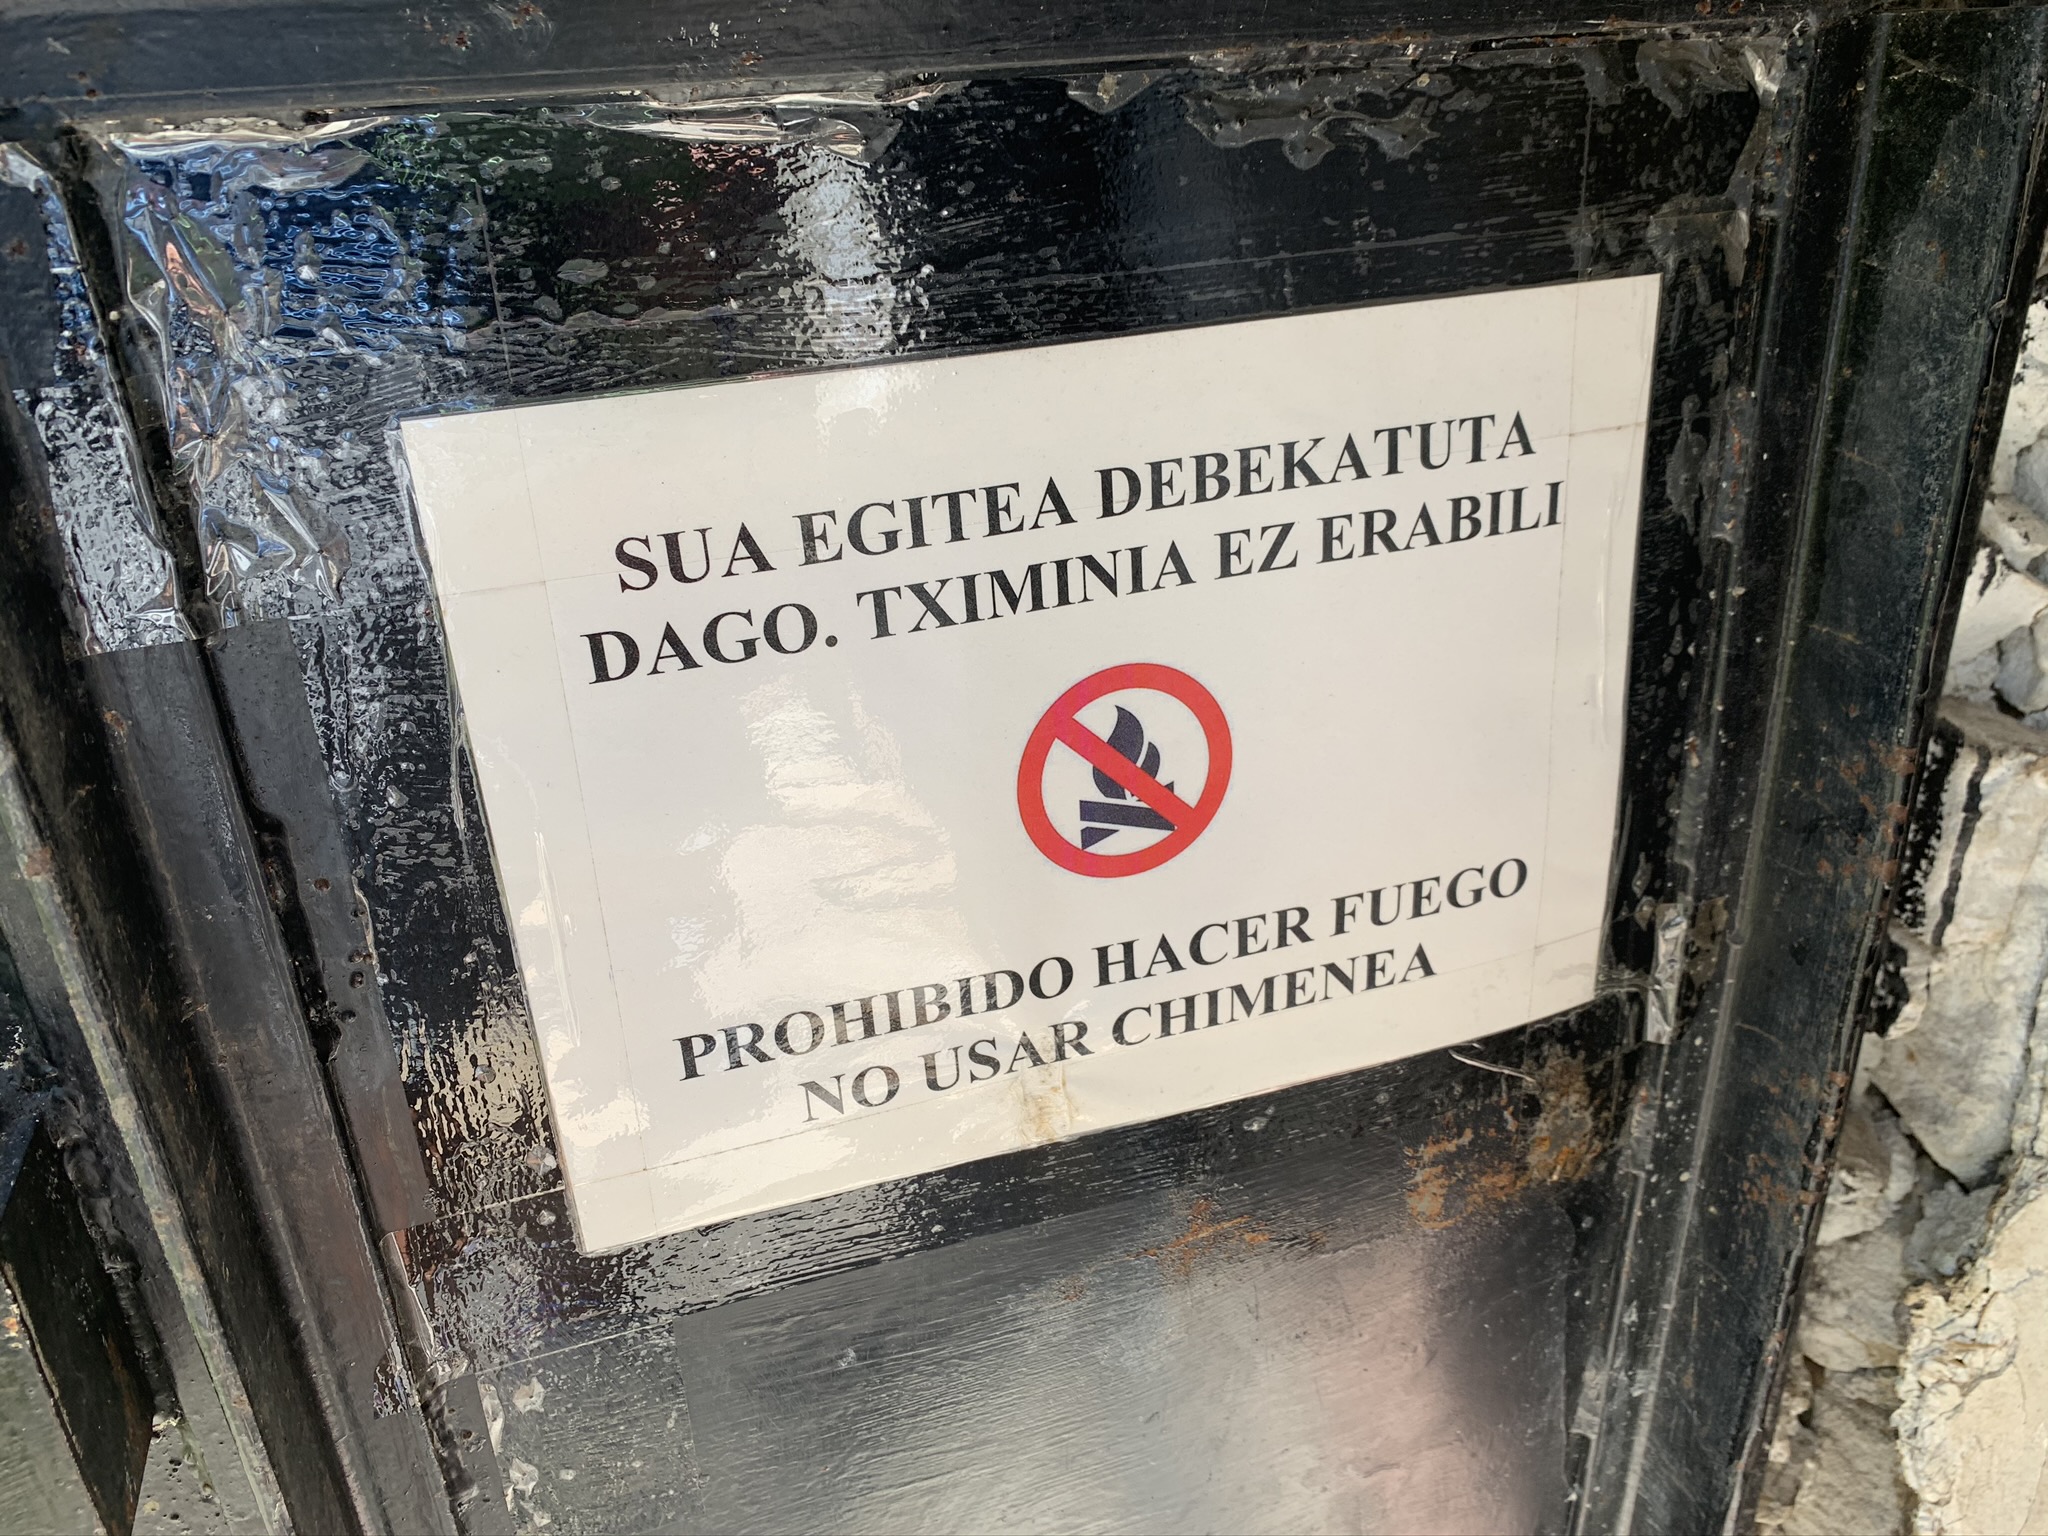 SUA EGITEA DEBEKATUTA
DAGO. TXIMINIA EZ ERABILI
PROHIBIDO HACER FUEGO
NO USAR CHIMENEA